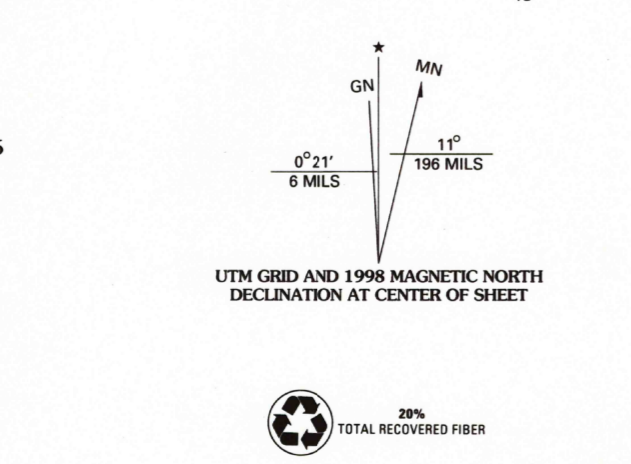 ★
MN
GN
11°
196 MILS
0°21'
6 MILS
UTM GRID AND 1998 MAGNETIC NORTH
DECLINATION AT CENTER OF SHEET
20%
TOTAL RECOVERED FIBER